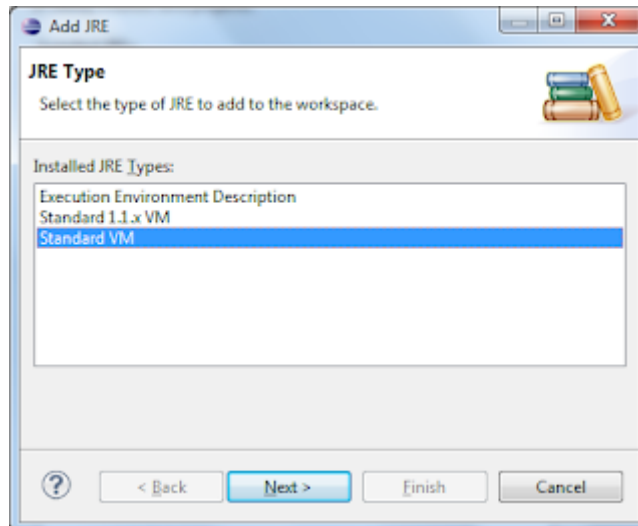 Add JRE
JRE Type
Select the type of JRE to add to the workspace.
Installed JRE Types:
Execution Environment Description
Standard 1.1.x VM
Standard VM
?
< Back
Next >
Finish
Cancel